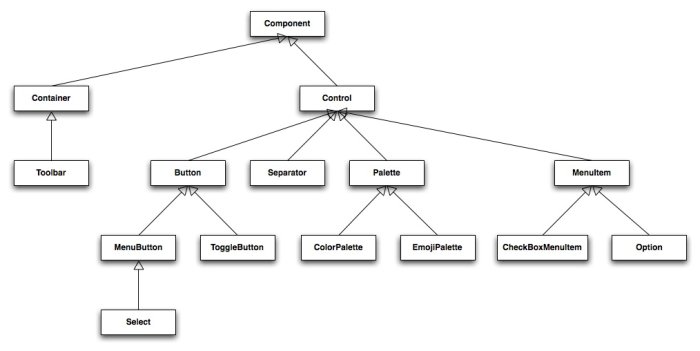 Component
Container
Control
Toolbar
Button
Separator
Palette
MenuItem
MenuButton
ToggleButton
ColorPalette
EmojiPalette
CheckBoxMenuItem
Option
Select